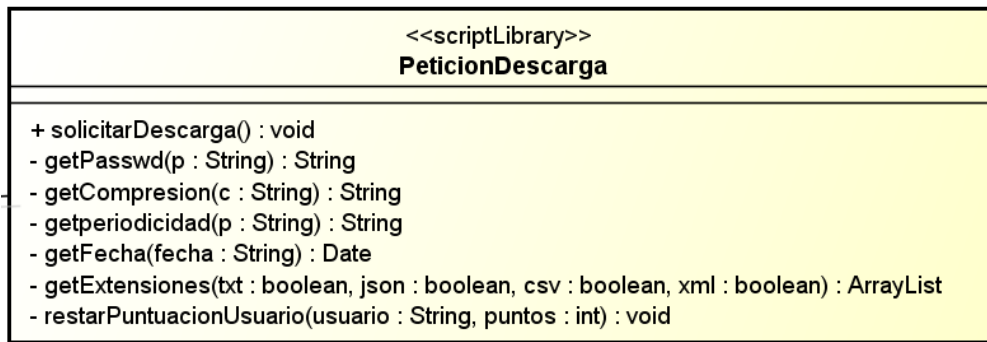 <<scriptLibrary>>
PeticionDescarga
+ solicitarDescarga() : void
- getPasswd(p : String) : String
- getCompresion(c : String) : String
- getperiodicidad(p : String) : String
- getFecha(fecha : String) : Date
- getExtensiones(txt : boolean, json : boolean, csv : boolean, xml : boolean) : ArrayList
- restarPuntuacionUsuario(usuario : String, puntos : int) : void